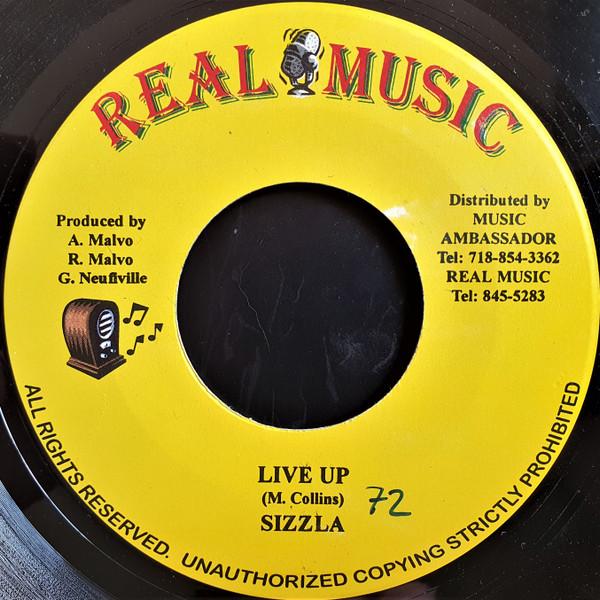 REAL MUSIC
Produced by
A. Malvo
R. Malvo
G. Neufiville
Distributed by
MUSIC
AMBASSADOR
Tel: 718-854-3362
REAL MUSIC
Tel: 845-5283
LIVE UP
(M. Collins)
72
SIZZLA
ALL RIGHTS RESERVED. UNAUTHORIZED COPYING STRICTLY PROHIBITED